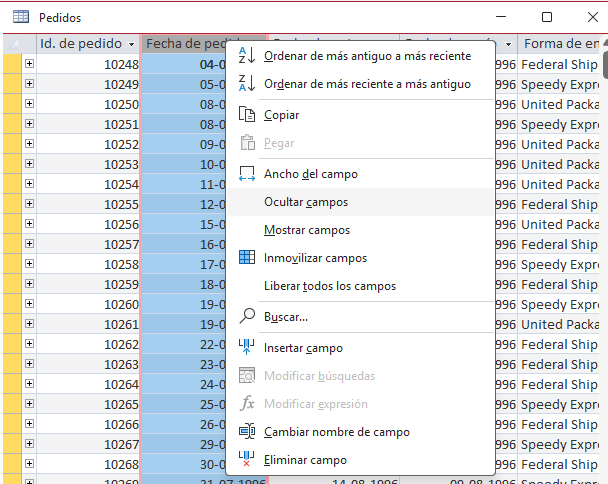 Pedidos
Id. de pedido Fecha de pedi Forma de en
10248 04-0 996 Federal Ship
10249 05-0 996 Speedy Expre
10250 08-0 996 United Packa
10251 08-0 996 Speedy Expre
10252 09-0 996 United Packa
10253 10-0 996 United Packa
10254 11-0 996 United Packa
10255 12-0 996 Federal Ship
10256 15-0 996 United Packa
10257 16-0 996 Federal Ship
10258 17-0 996 Speedy Expre
10259 18-0 996 Federal Ship
10260 19-0 996 Speedy Expre
10261 19-0 996 United Packa
10262 22-0 996 Federal Ship
10263 23-0 996 Federal Ship
10264 24-0 996 Federal Ship
10265 25-0 996 Speedy Expre
10266 26-0 996 Federal Ship
10267 29-0 996 Speedy Expre
10268 30-0 996 Federal Ship
10269 31-07-1996 14-08-1996 09-08-1996 Speedy Expre
Ordenar de más antiguo a más reciente
Ordenar de más reciente a más antiguo
Copiar
Pegar
Ancho del campo
Ocultar campos
Mostrar campos
Inmovilizar campos
Liberar todos los campos
Buscar...
Insertar campo
Modificar búsquedas
Modificar expresión
Cambiar nombre de campo
Eliminar campo